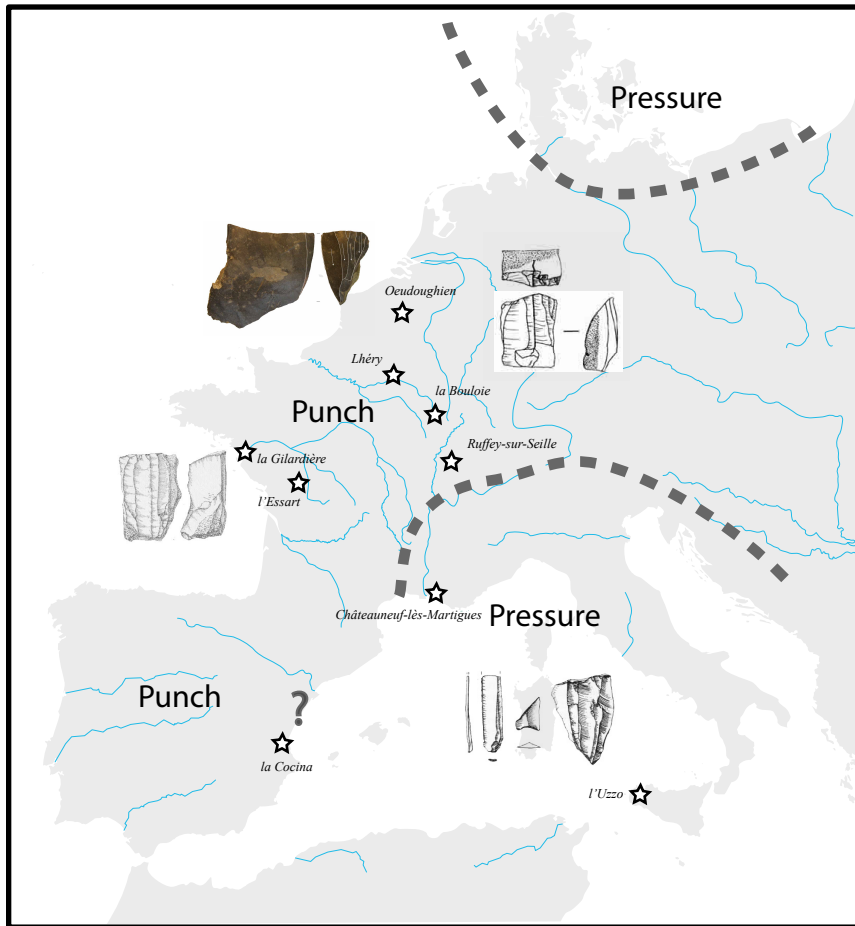 Pressure
Oeudoughien
Lhéry
la Bouloie
Punch
Ruffey-sur-Seille
la Gilardière
l'Essart
Châteauneuf-lès-Martigues
Pressure
Punch
?
la Cocina
l'Uzzo